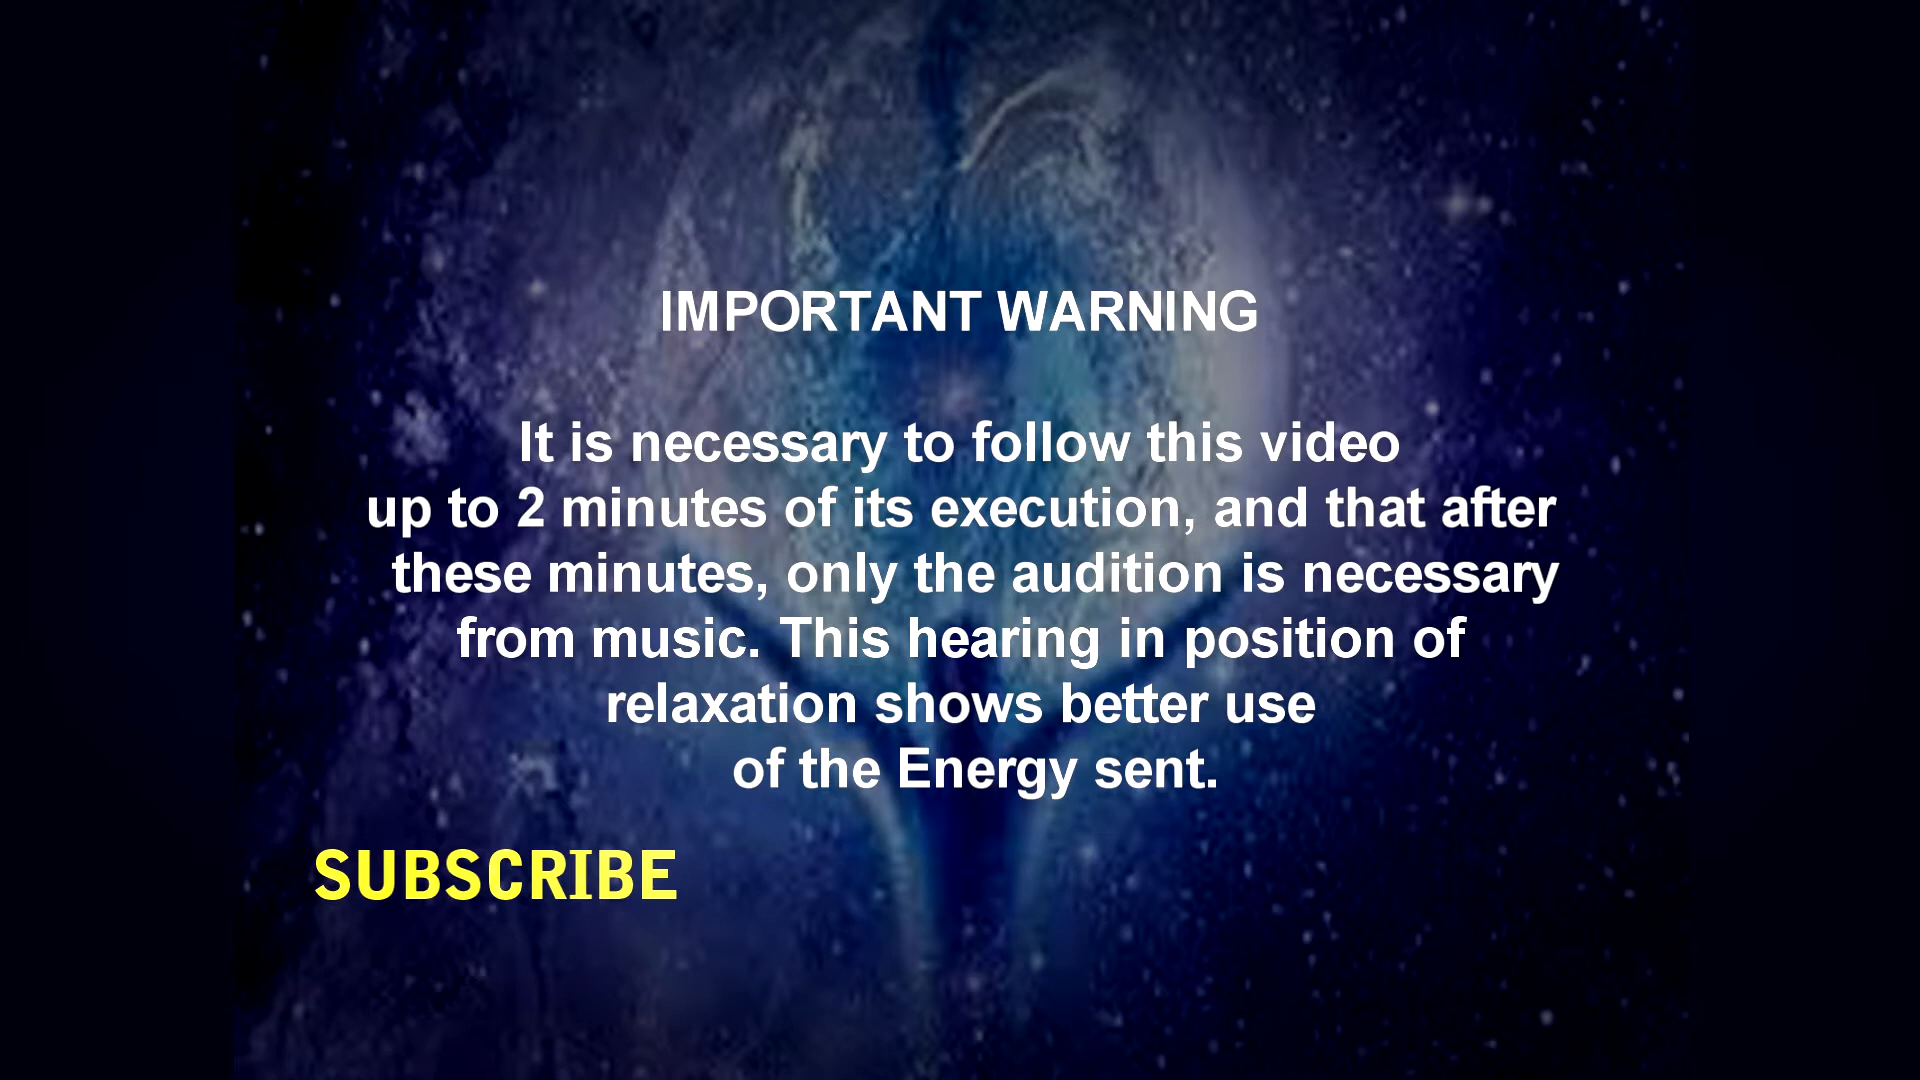 IMPORTANT WARNING
It is necessary to follow this video
up to 2 minutes of its execution, and that after
these minutes, only the audition is necessary
from music. This hearing in position of
relaxation shows better use
of the Energy sent.
SUBSCRIBE